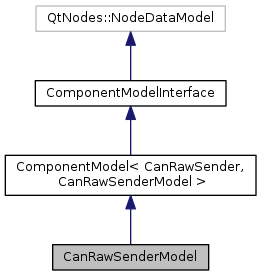 QtNodes::NodeDataModel
ComponentModelInterface
ComponentModel< CanRawSender,
CanRawSenderModel >
CanRawSenderModel